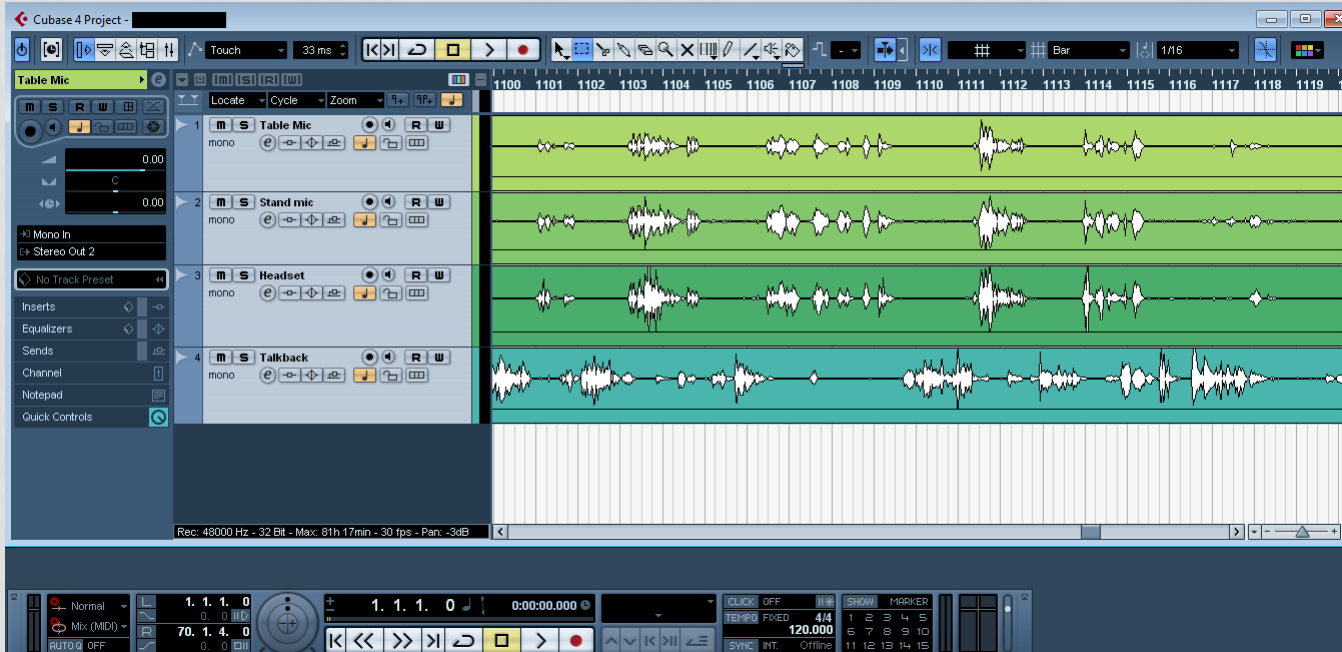 Cubase 4 Project -
Touch 33 ms - Bar 1/16
Table Mic e
M S R W
0.00
C
0.00
Mono In
Stereo Out 2
No Track Preset
Inserts
Equalizers
Sends
Channel
Notepad
Quick Controls
[M] [S] [R] [W]
Locate Cycle Zoom
1100 1101 1102 1103 1104 1105 1106 1107 1108 1109 1110 1111 1112 1113 1114 1115 1116 1117 1118 1119
1 M S Table Mic R W
mono e
2 M S Stand mic R W
mono e
3 M S Headset R W
mono e
4 M S Talkback R W
mono e
Rec: 48000 Hz - 32 Bit - Max: 81h 17min - 30 fps - Pan: -3dB
Normal
Mix (MIDI)
AUTO Q OFF
L 1. 1. 1. 0
0. 0
R 70. 1. 4. 0
0. 0
1. 1. 1. 0 0:00:00.000
CLICK OFF
TEMPO FIXED 4/4
120.000
SYNC INT. Offline
SHOW MARKER
1 2 3 4 5
6 7 8 9 10
11 12 13 14 15